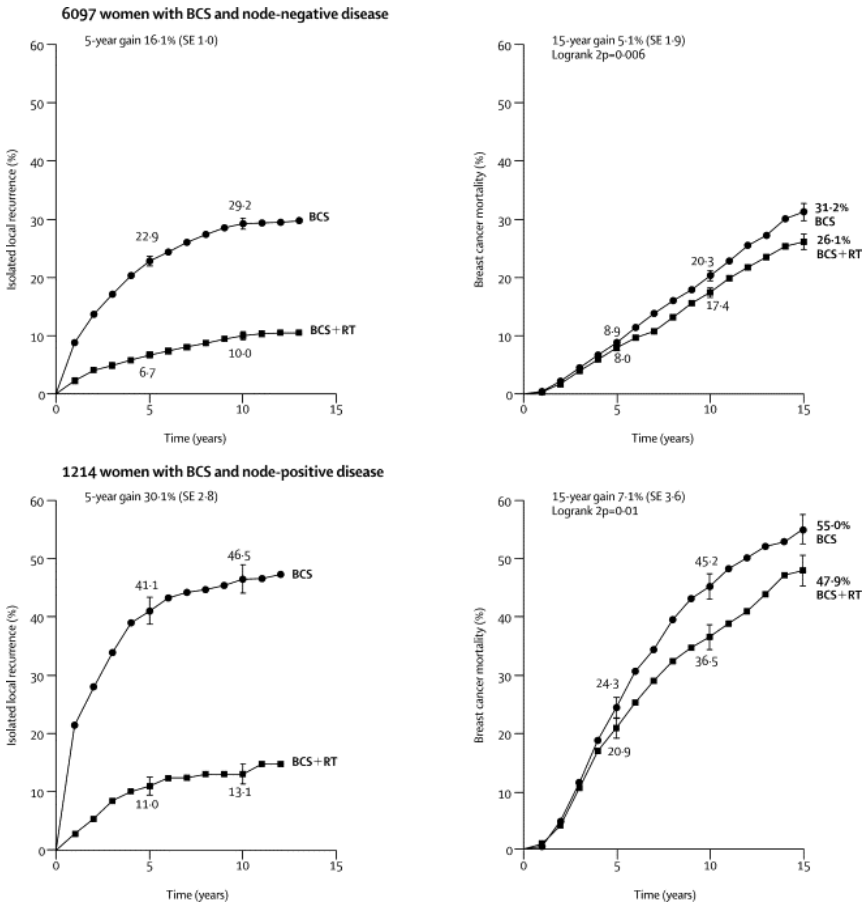 6097 women with BCS and node-negative disease
5-year gain 16·1% (SE 1·0)
Isolated local recurrence (%)
60
50
40
30
20
10
0
22·9
29·2
BCS
6·7
10·0
BCS+RT
0
5
10
15
Time (years)
15-year gain 5·1% (SE 1·9)
Logrank 2p=0·006
Breast cancer mortality (%)
60
50
40
30
20
10
0
8·9
8·0
20·3
17·4
31·2%
BCS
26·1%
BCS+RT
0
5
10
15
Time (years)
1214 women with BCS and node-positive disease
5-year gain 30·1% (SE 2·8)
Isolated local recurrence (%)
60
50
40
30
20
10
0
41·1
46·5
BCS
11·0
13·1
BCS+RT
0
5
10
15
Time (years)
15-year gain 7·1% (SE 3·6)
Logrank 2p=0·01
Breast cancer mortality (%)
60
50
40
30
20
10
0
24·3
20·9
45·2
36·5
55·0%
BCS
47·9%
BCS+RT
0
5
10
15
Time (years)